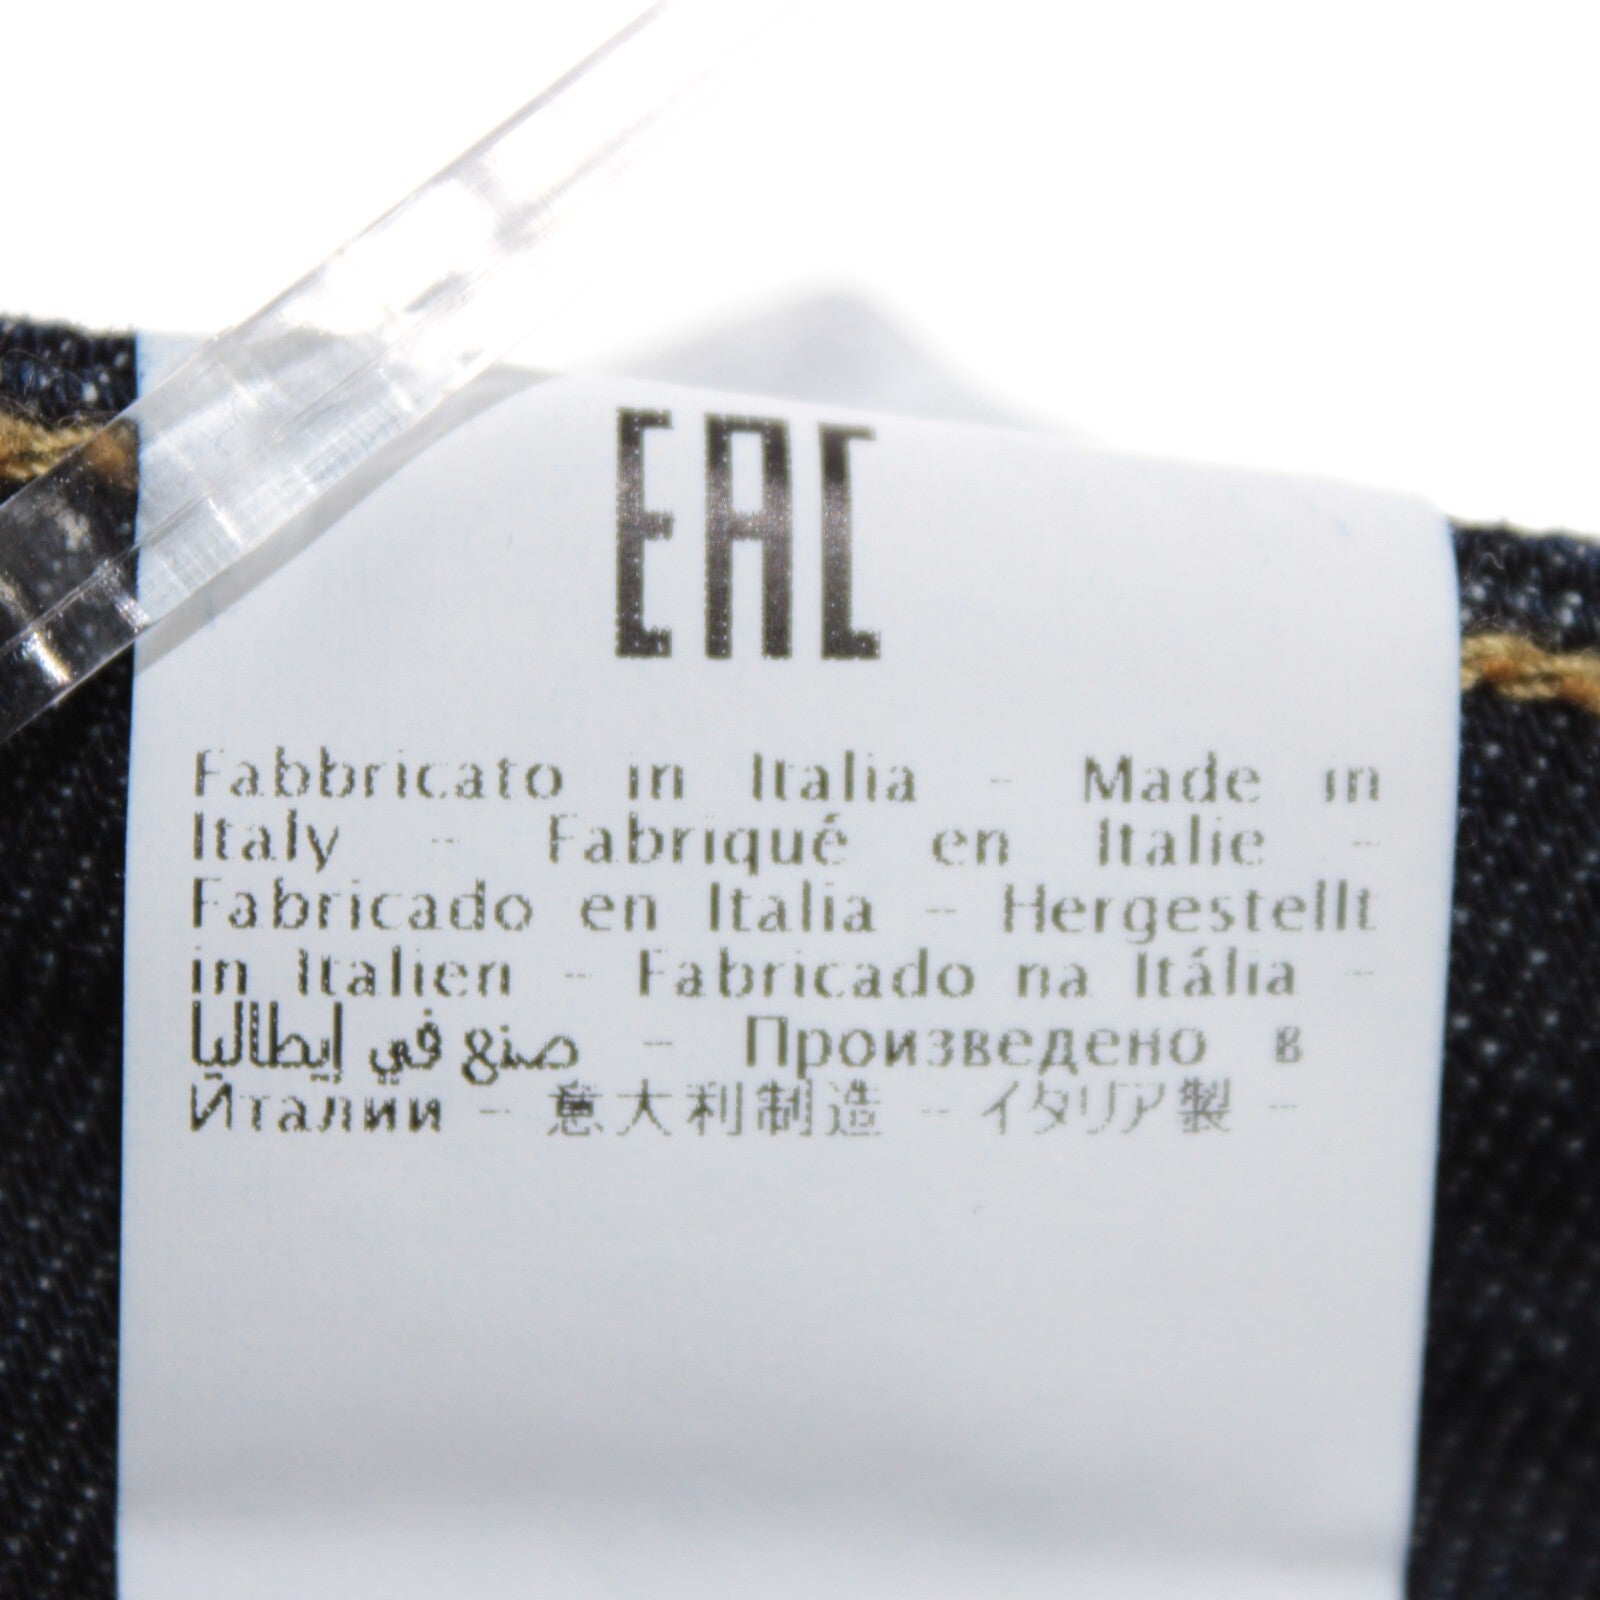 EAC
Fabbricato in Italia - Made in
Italy - Fabriqué en Italie -
Fabricado en Italia - Hergestellt
in Italien - Fabricado na Itália -
صنع في إيطاليا - Произведено в
Италии - 意大利制造 - イタリア製 -